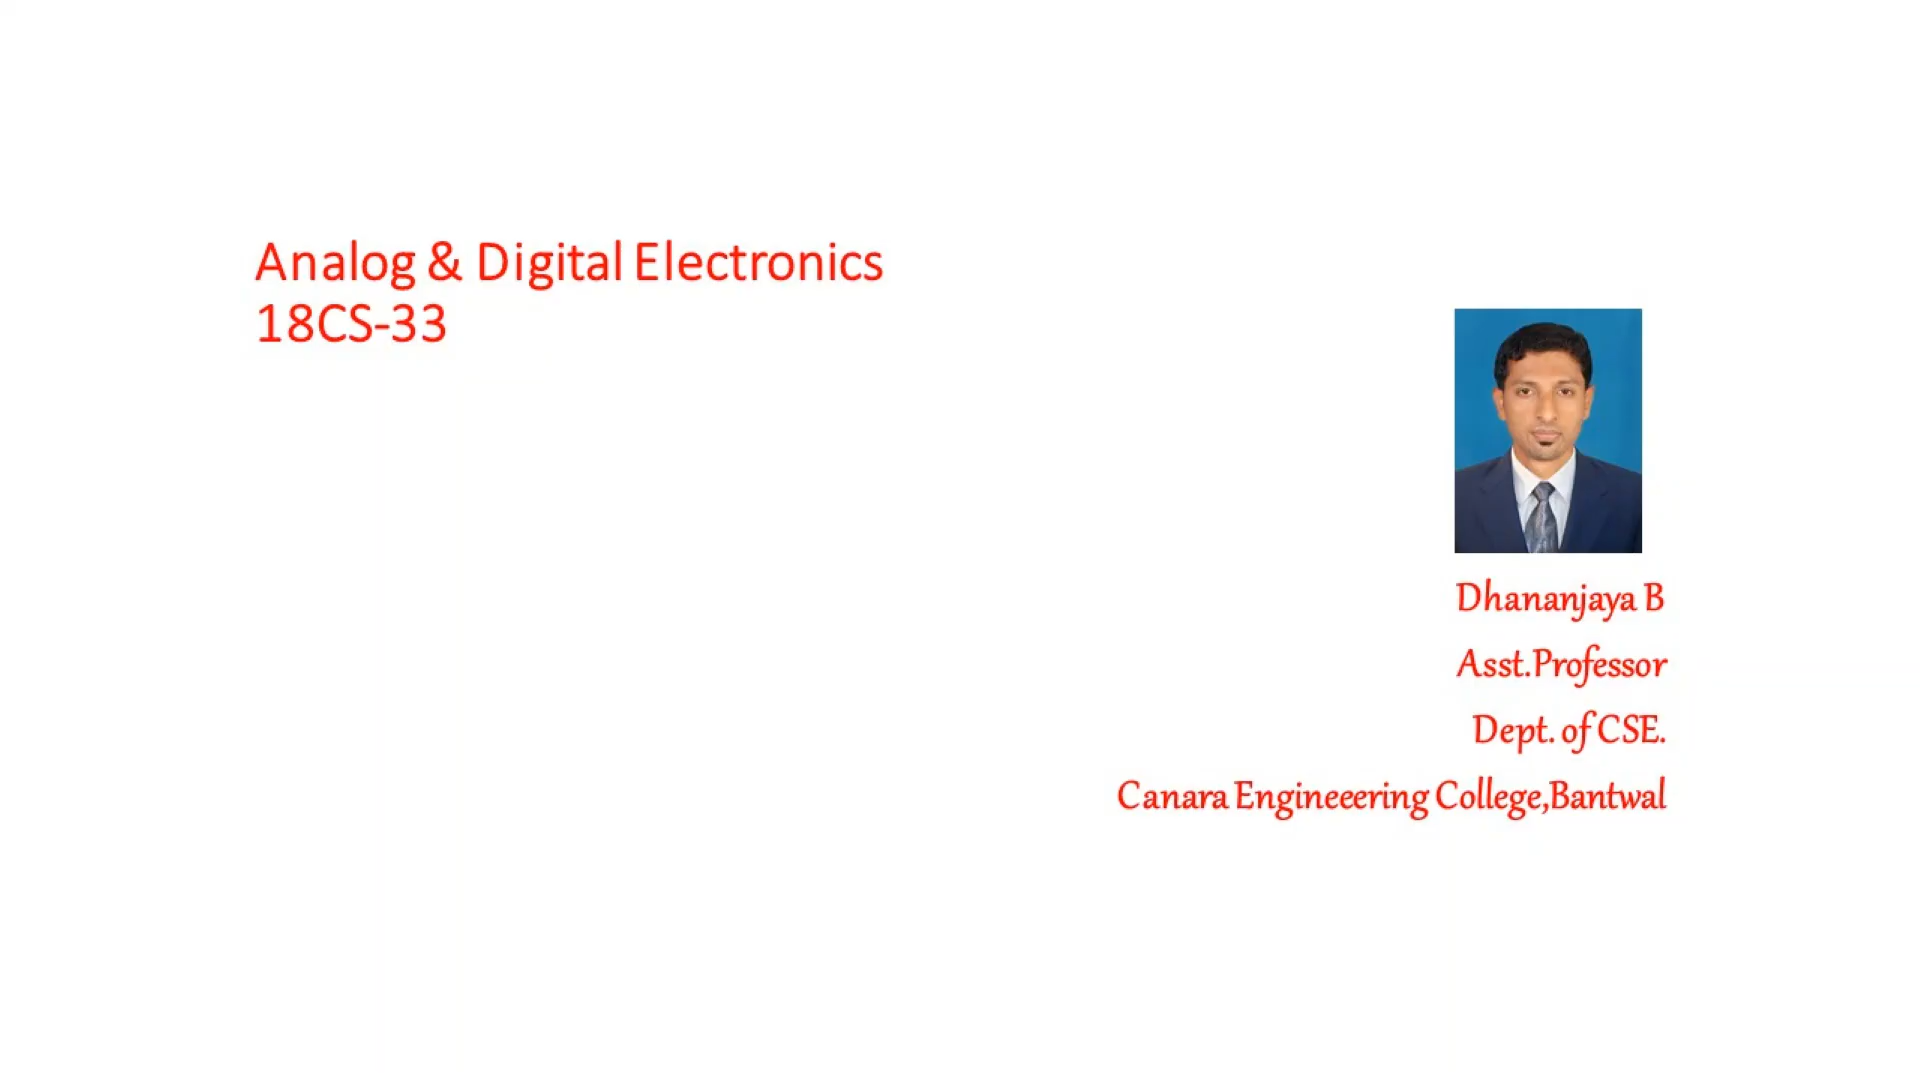 Analog & Digital Electronics
18CS-33
Dhananjaya B
Asst.Professor
Dept. of CSE.
Canara Engineeering College,Bantwal